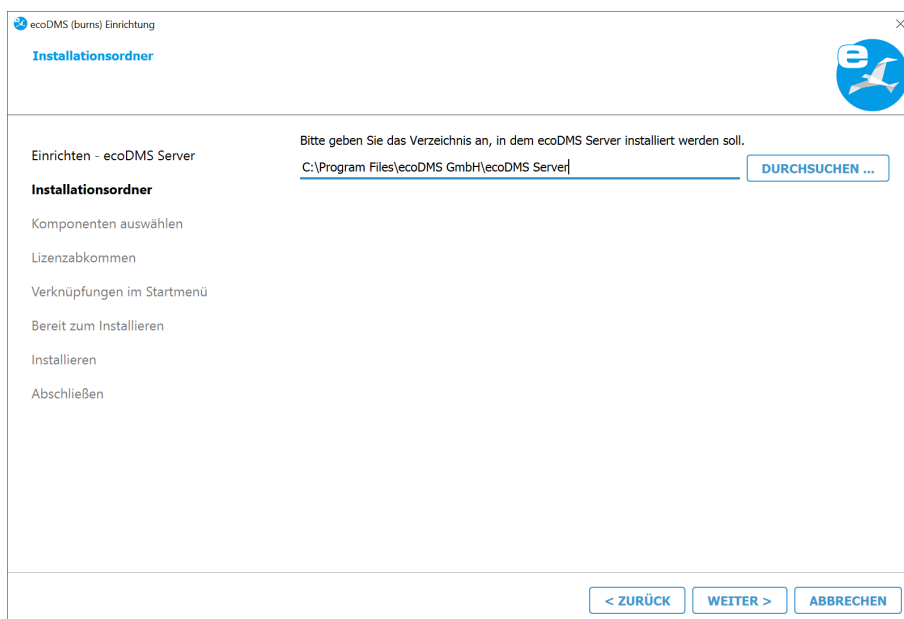 ecoDMS (burns) Einrichtung
Installationsordner
e
Bitte geben Sie das Verzeichnis an, in dem ecoDMS Server installiert werden soll.
C:\Program Files\ecoDMS GmbH\ecoDMS Server
DURCHSUCHEN ...
Einrichten - ecoDMS Server
Installationsordner
Komponenten auswählen
Lizenzabkommen
Verknüpfungen im Startmenü
Bereit zum Installieren
Installieren
Abschließen
< ZURÜCK
WEITER >
ABBRECHEN